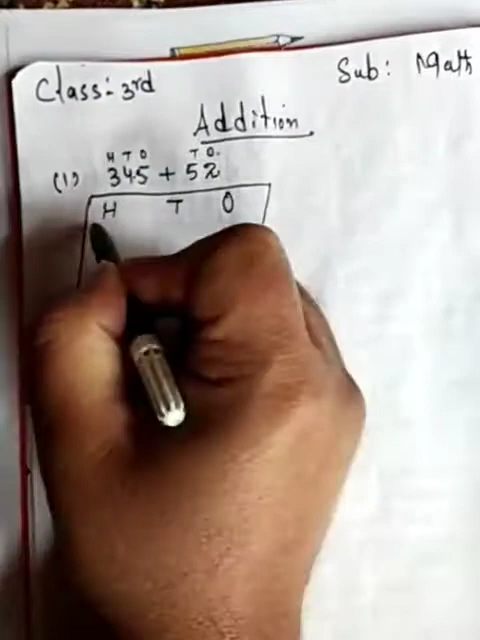 Class: 3rd
Sub: Math
Addition
H T O T O.
(1) 345 + 52
H T O